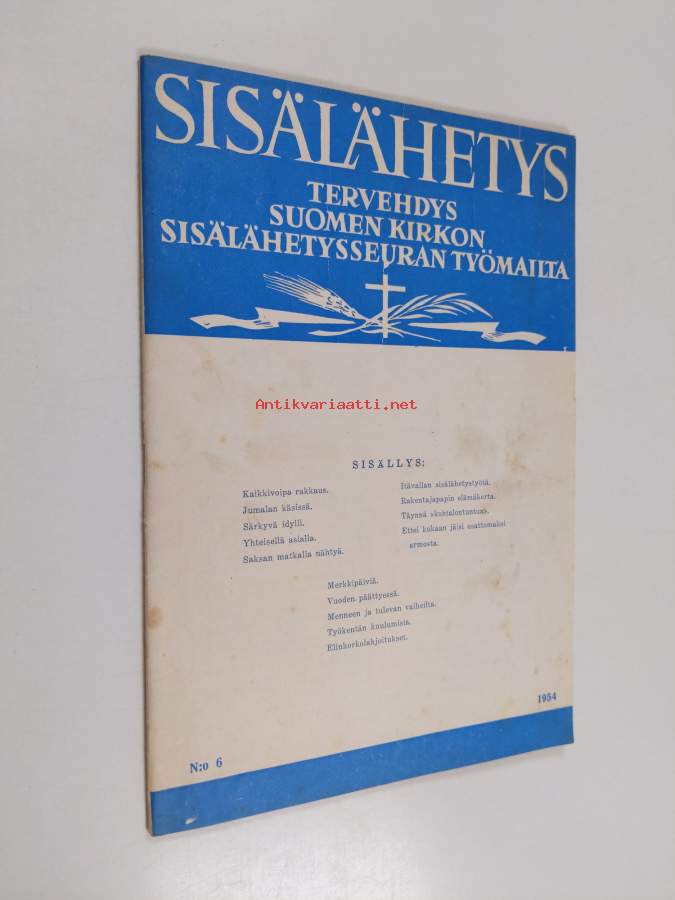 SISÄLÄHETYS
TERVEHDYS
SUOMEN KIRKON
SISÄLÄHETYSSEURAN TYÖMAILTA
Antikvariaatti.net
SISÄLLYS:
Kaikkivoipa rakkaus.
Jumalan käsissä.
Särkyvä idylli.
Yhteisellä asialla.
Saksan matkalla nähtyä.
Itävallan sisälähetystyötä.
Rakentajapapin elämäkerta.
Täynnä
Ettei kukaan jäisi osattomaksi
armosta.
Merkkipäiviä.
Vuoden päättyessä.
Menneen ja tulevan vaiheilta.
Työkentän kuulumisia.
Elinkorkolahjoitukset.
N:o 6
1954